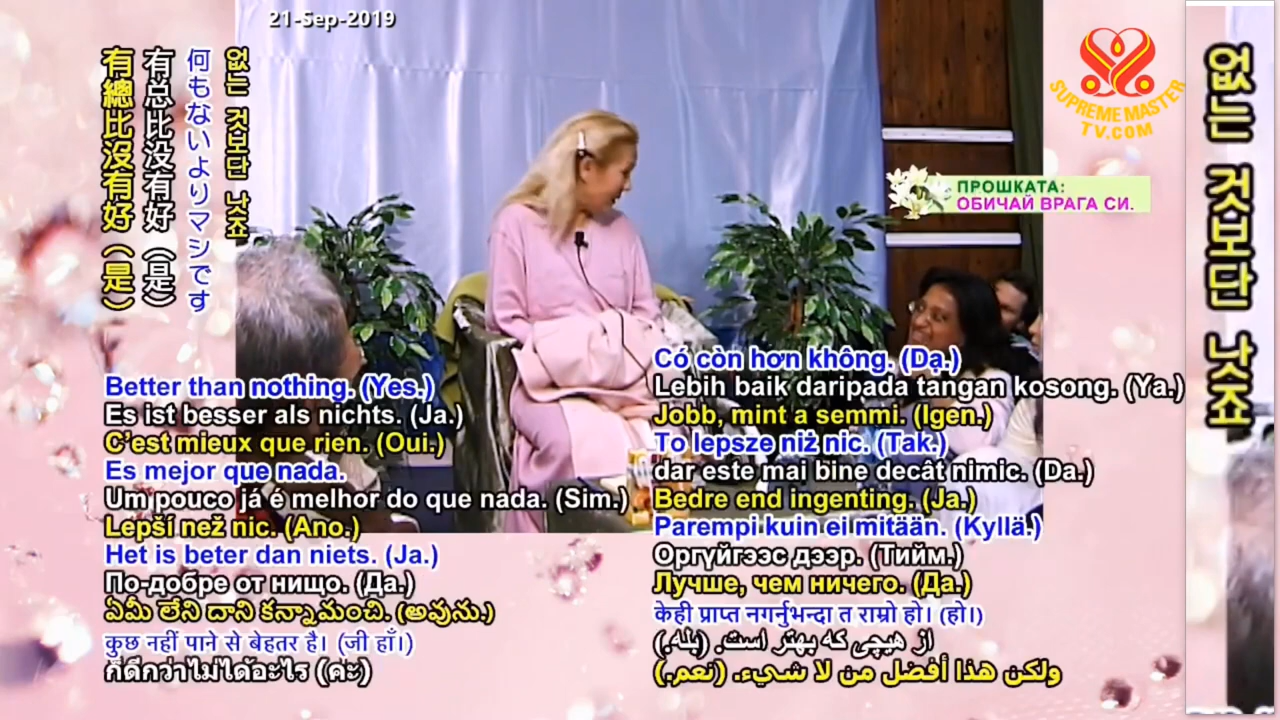 21-Sep-2019
SUPREME MASTER
TV.COM
ПРОШКАТА:
ОБИЧАЙ ВРАГА СИ.
有總比沒有好（是）
有总比没有好（是）
何もないよりマシです
없는 것보단 낫죠
Better than nothing. (Yes.)
Es ist besser als nichts. (Ja.)
C’est mieux que rien. (Oui.)
Es mejor que nada.
Um pouco já é melhor do que nada. (Sim.)
Lepší než nic. (Ano.)
Het is beter dan niets. (Ja.)
По-добре от нищо. (Да.)
ఏమీ లేని దాని కన్నామంచి. (అవును.)
कुछ नहीं पाने से बेहतर है। (जी हाँ।)
ก็ดีกว่าไม่ได้อะไร (ค่ะ)
Có còn hơn không. (Dạ.)
Lebih baik daripada tangan kosong. (Ya.)
Jobb, mint a semmi. (Igen.)
To lepsze niż nic. (Tak.)
dar este mai bine decât nimic. (Da.)
Bedre end ingenting. (Ja.)
Parempi kuin ei mitään. (Kyllä.)
Оргүйгээс дээр. (Тийм.)
Лучше, чем ничего. (Да.)
केही प्राप्त नगर्नुभन्दा त राम्रो हो। (हो।)
از هیچی که بهتر است. (بله.)
ولكن هذا أفضل من لا شيء. (نعم.)
없는 것보단 낫죠